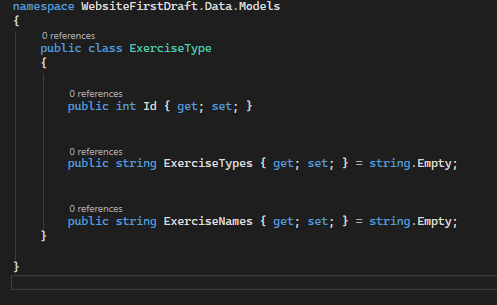 namespace WebsiteFirstDraft.Data.Models
{
0 references
public class ExerciseType
{
0 references
public int Id { get; set; }
0 references
public string ExerciseTypes { get; set; } = string.Empty;
0 references
public string ExerciseNames { get; set; } = string.Empty;
}
}